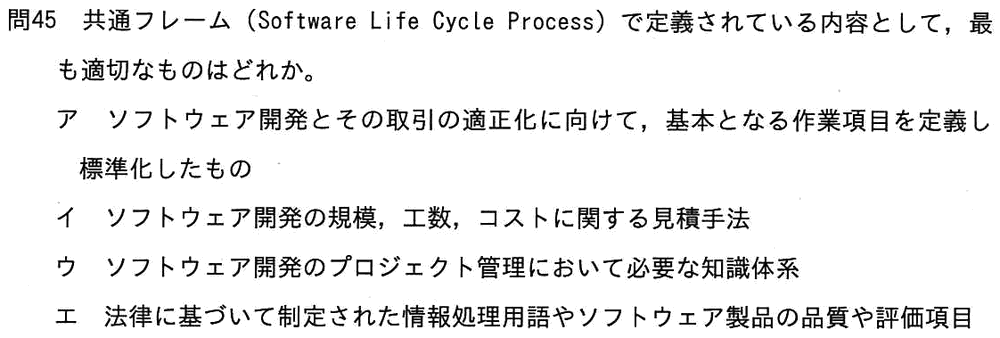 問45 共通フレーム（Software Life Cycle Process）で定義されている内容として，最
も適切なものはどれか。
ア ソフトウェア開発とその取引の適正化に向けて，基本となる作業項目を定義し
標準化したもの
イ ソフトウェア開発の規模，工数，コストに関する見積手法
ウ ソフトウェア開発のプロジェクト管理において必要な知識体系
エ 法律に基づいて制定された情報処理用語やソフトウェア製品の品質や評価項目